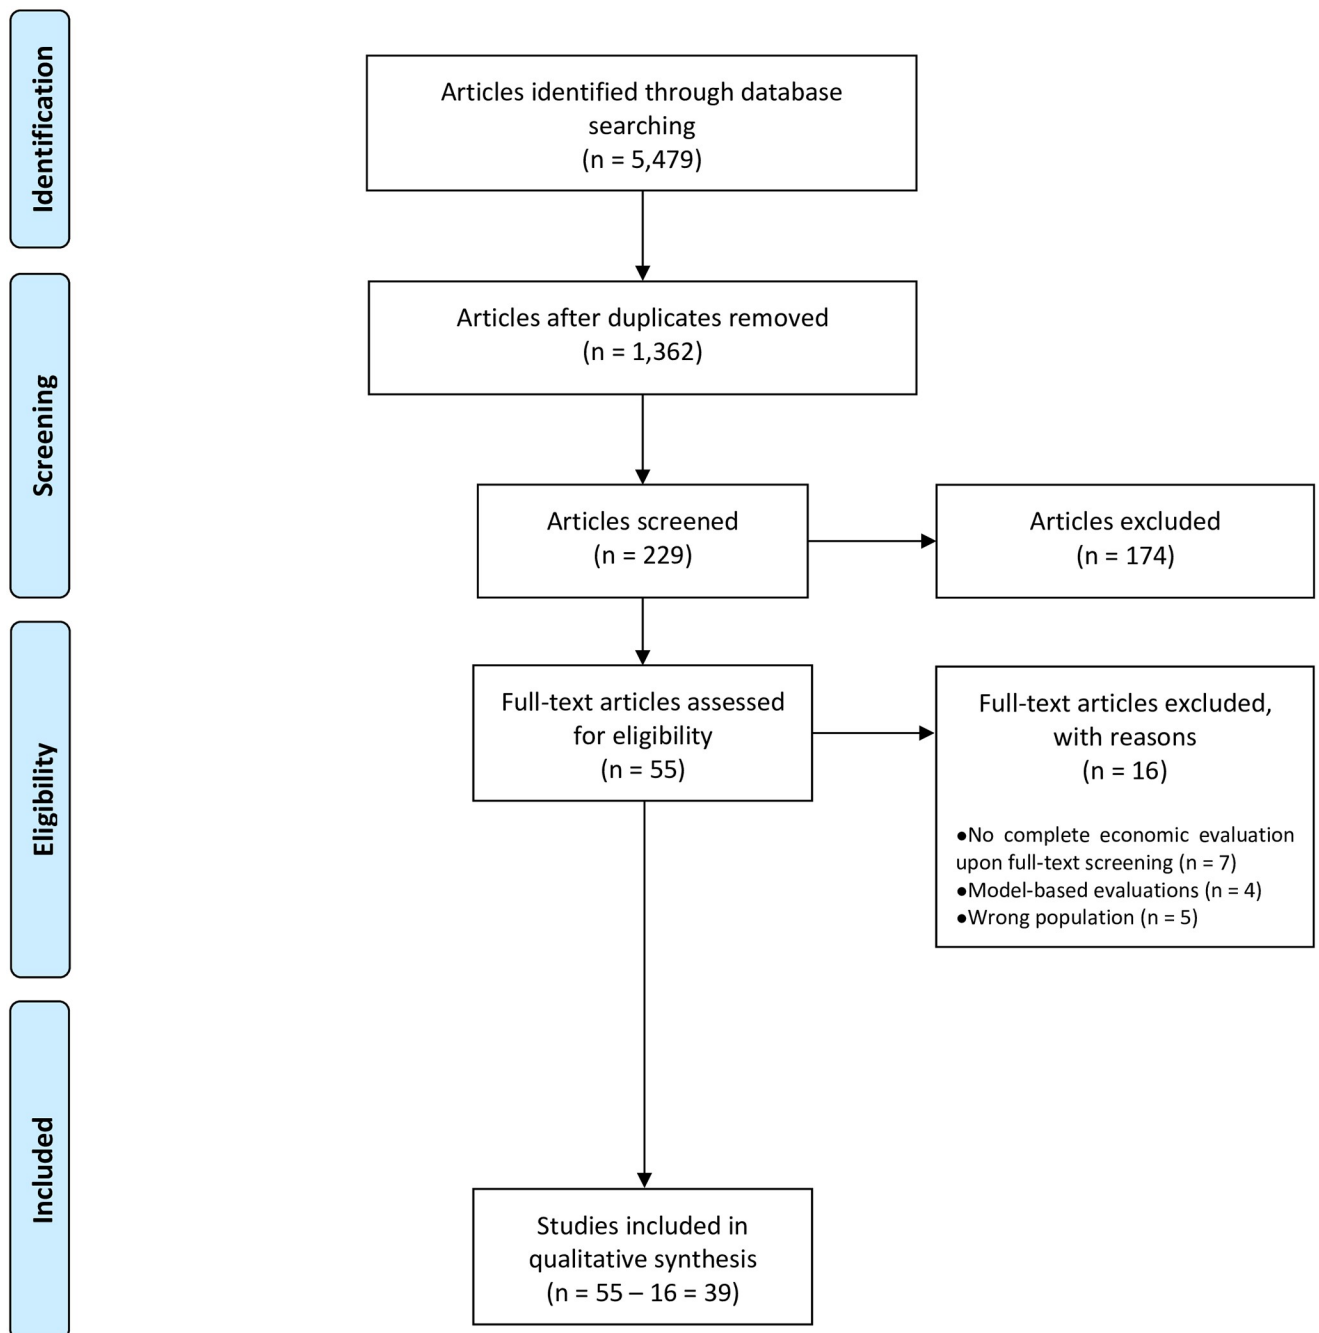 Identification
Articles identified through database
searching
(n = 5,479)
Screening
Articles after duplicates removed
(n = 1,362)
Articles screened
(n = 229)
Articles excluded
(n = 174)
Eligibility
Full-text articles assessed
for eligibility
(n = 55)
Full-text articles excluded,
with reasons
(n = 16)
●No complete economic evaluation
upon full-text screening (n = 7)
●Model-based evaluations (n = 4)
●Wrong population (n = 5)
Included
Studies included in
qualitative synthesis
(n = 55 – 16 = 39)